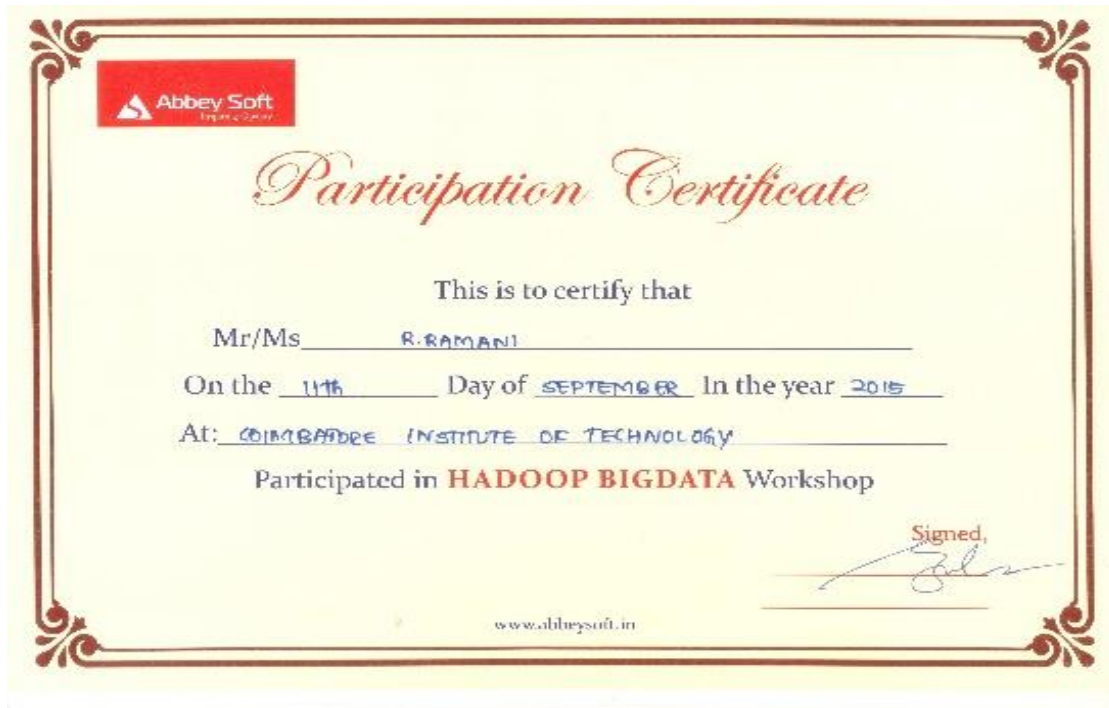 Abbey Soft
Participation Certificate
This is to certify that
Mr/Ms R.RAMANI
On the 11th Day of SEPTEMBER In the year 2015
At: COIMBATORE INSTITUTE OF TECHNOLOGY
Participated in HADOOP BIGDATA Workshop
Signed,
www.abbeysoft.in